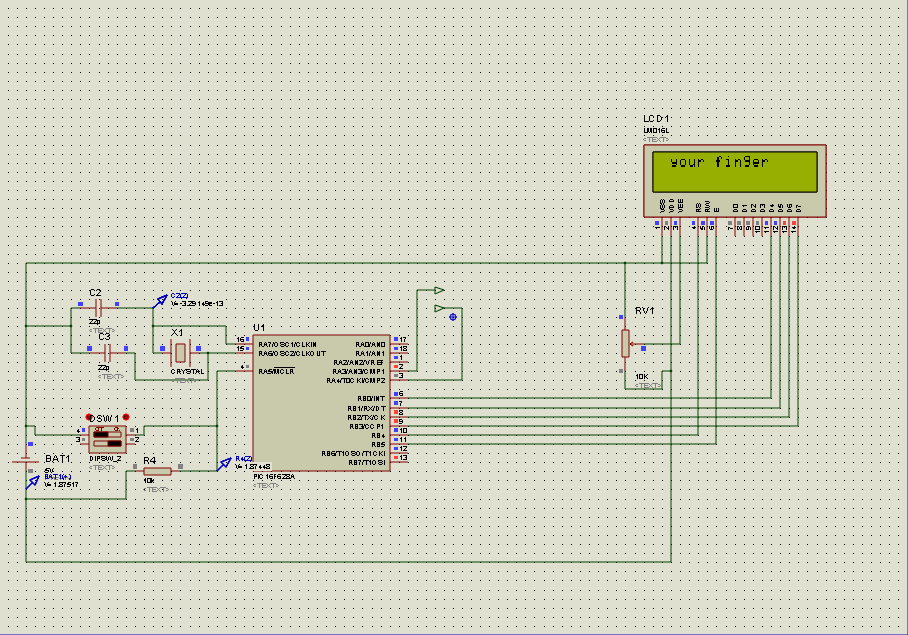 LCD1
LM016L
<TEXT>
your finger
VSS
VDD
VEE
RS
RW
E
D0
D1
D2
D3
D4
D5
D6
D7
1
2
3
4
5
6
7
8
9
10
11
12
13
14
C2
22p
<TEXT>
C2(2)
V=-3.29149e-13
C3
22p
<TEXT>
X1
CRYSTAL
<TEXT>
RV1
10K
<TEXT>
U1
16
15
4
RA7/OSC1/CLKIN
RA6/OSC2/CLKOUT
RA5/MCLR
RA0/AN0
RA1/AN1
RA2/AN2/VREF
RA3/AN3/CMP1
RA4/T0CKI/CMP2
RB0/INT
RB1/RX/DT
RB2/TX/CK
RB3/CCP1
RB4
RB5
RB6/T1OSO/T1CKI
RB7/T1OSI
17
18
1
2
3
6
7
8
9
10
11
12
13
PIC16F628A
<TEXT>
DSW1
4
3
1
2
DIPSW_2
<TEXT>
BAT1
5V
BAT1(+)
V=1.87517
R4
10k
<TEXT>
R4(2)
V=1.87448